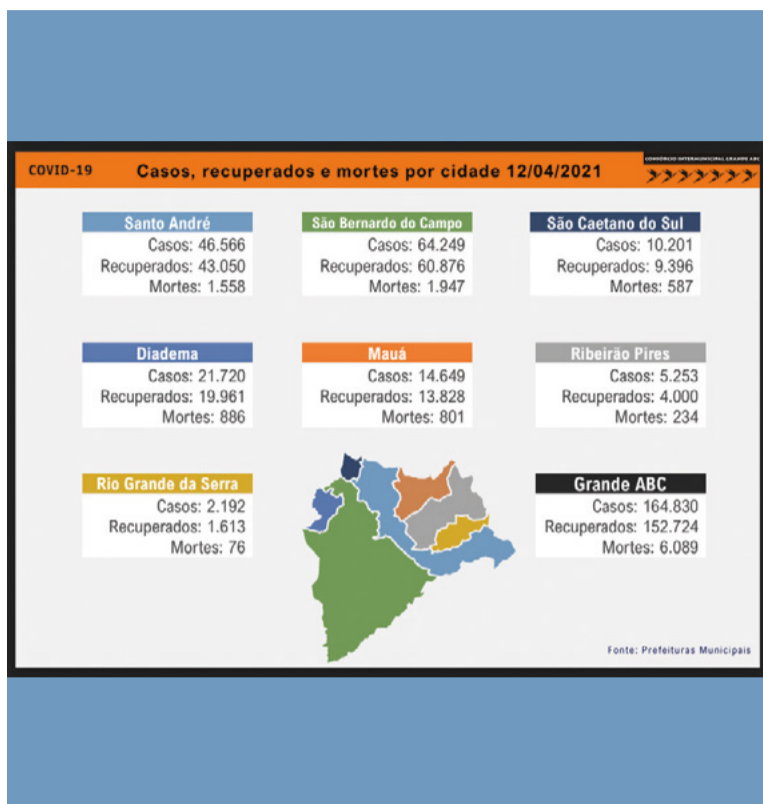 COVID-19
Casos, recuperados e mortes por cidade 12/04/2021
CONSÓRCIO INTERMUNICIPAL GRANDE ABC
Santo André
Casos: 46.566
Recuperados: 43.050
Mortes: 1.558
São Bernardo do Campo
Casos: 64.249
Recuperados: 60.876
Mortes: 1.947
São Caetano do Sul
Casos: 10.201
Recuperados: 9.396
Mortes: 587
Diadema
Casos: 21.720
Recuperados: 19.961
Mortes: 886
Mauá
Casos: 14.649
Recuperados: 13.828
Mortes: 801
Ribeirão Pires
Casos: 5.253
Recuperados: 4.000
Mortes: 234
Rio Grande da Serra
Casos: 2.192
Recuperados: 1.613
Mortes: 76
Grande ABC
Casos: 164.830
Recuperados: 152.724
Mortes: 6.089
Fonte: Prefeituras Municipais